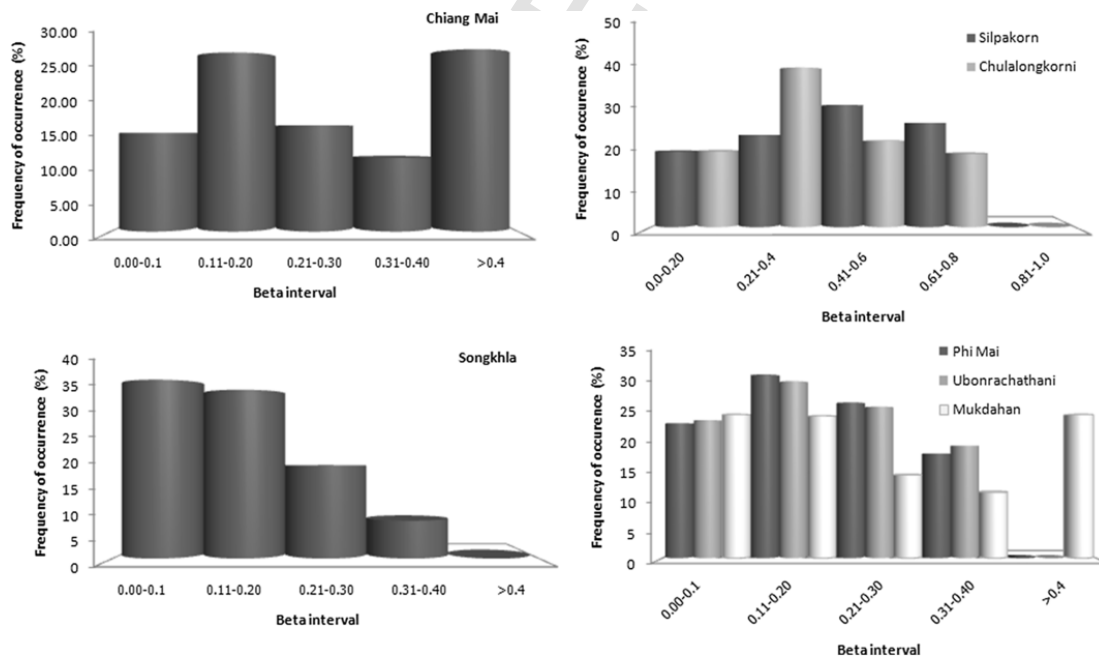 Chiang Mai
Frequency of occurrence (%)
30.00
25.00
20.00
15.00
10.00
5.00
0.00
0.00-0.1 0.11-0.20 0.21-0.30 0.31-0.40 >0.4
Beta interval
Frequency of occurrence (%)
50
40
30
20
10
0
Silpakorn
Chulalongkorni
0.0-0.20 0.21-0.4 0.41-0.6 0.61-0.8 0.81-1.0
Beta interval
Songkhla
Frequency of occurrence (%)
40
35
30
25
20
15
10
5
0
0.00-0.1 0.11-0.20 0.21-0.30 0.31-0.40 >0.4
Beta interval
Frequency of occurrence (%)
35
30
25
20
15
10
5
0
Phi Mai
Ubonrachathani
Mukdahan
0.00-0.1 0.11-0.20 0.21-0.30 0.31-0.40 >0.4
Beta interval